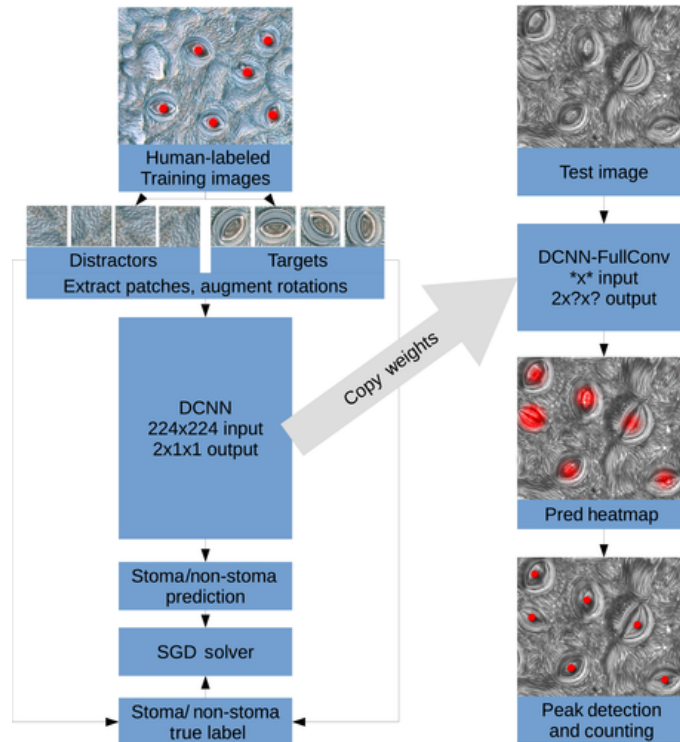 Human-labeled
Training images
Distractors
Targets
Extract patches, augment rotations
DCNN
224x224 input
2x1x1 output
Stoma/non-stoma
prediction
SGD solver
Stoma/ non-stoma
true label
Copy weights
Test image
DCNN-FullConv
*x* input
2x?x? output
Pred heatmap
Peak detection
and counting